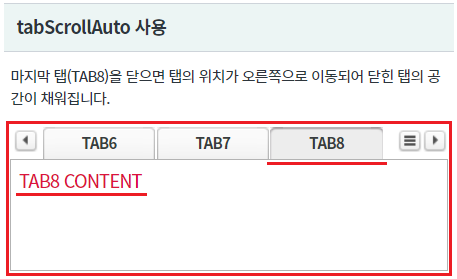 tabScrollAuto 사용
마지막 탭(TAB8)을 닫으면 탭의 위치가 오른쪽으로 이동되어 닫힌 탭의 공
간이 채워집니다.
TAB6 TAB7 TAB8
TAB8 CONTENT